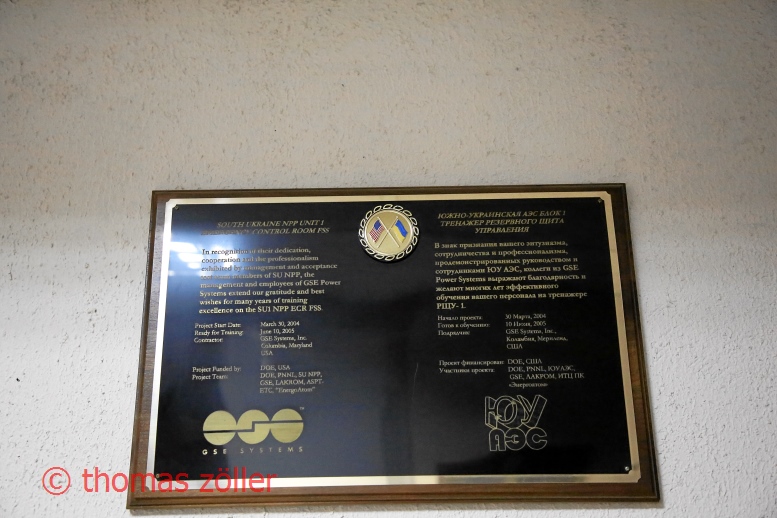 SOUTH UKRAINE NPP UNIT 1
CONTROL ROOM FSS
In recognition of their dedication,
cooperation and the professionalism
exhibited by management and acceptance
members of SU NPP, the
management and employees of GSE Power
Systems extend our gratitude and best
wishes for many years of training
excellence on the SU1 NPP ECR FSS.
Project Start Date: March 30, 2004
Ready for Training: June 10, 2005
Contractor: GSE Systems, Inc.
Columbia, Maryland
USA
Project Funded by: DOE, USA
Project Team: DOE, PNNL, SU NPP,
GSE, LAKROM, ASPT-
ETC, "EnergoAtom"
GSE SYSTEMS
ЮЖНО-УКРАИНСКАЯ АЭС БЛОК 1
ТРЕНАЖЕР РЕЗЕРВНОГО ЩИТА
УПРАВЛЕНИЯ
В знак признания вашего энтузиазма,
сотрудничества и профессионализма,
продемонстрированных руководством и
сотрудниками ЮУ АЭС, коллеги из GSE
Power Systems выражают благодарность и
желают многих лет эффективного
обучения вашего персонала на тренажере
РЩУ- 1.
Начало проекта: 30 Марта, 2004
Готов к обучению: 10 Июня, 2005
Подрядчик: GSE Systems, Inc.,
Коламбия, Мериленд,
США
Проект финансирован: DOE, США
Участники проекта: DOE, PNNL, ЮУАЭС,
GSE, ЛАКРОМ, ИТЦ ПК
«Энергоатом»
ЮУ
АЭС
© thomas zöller